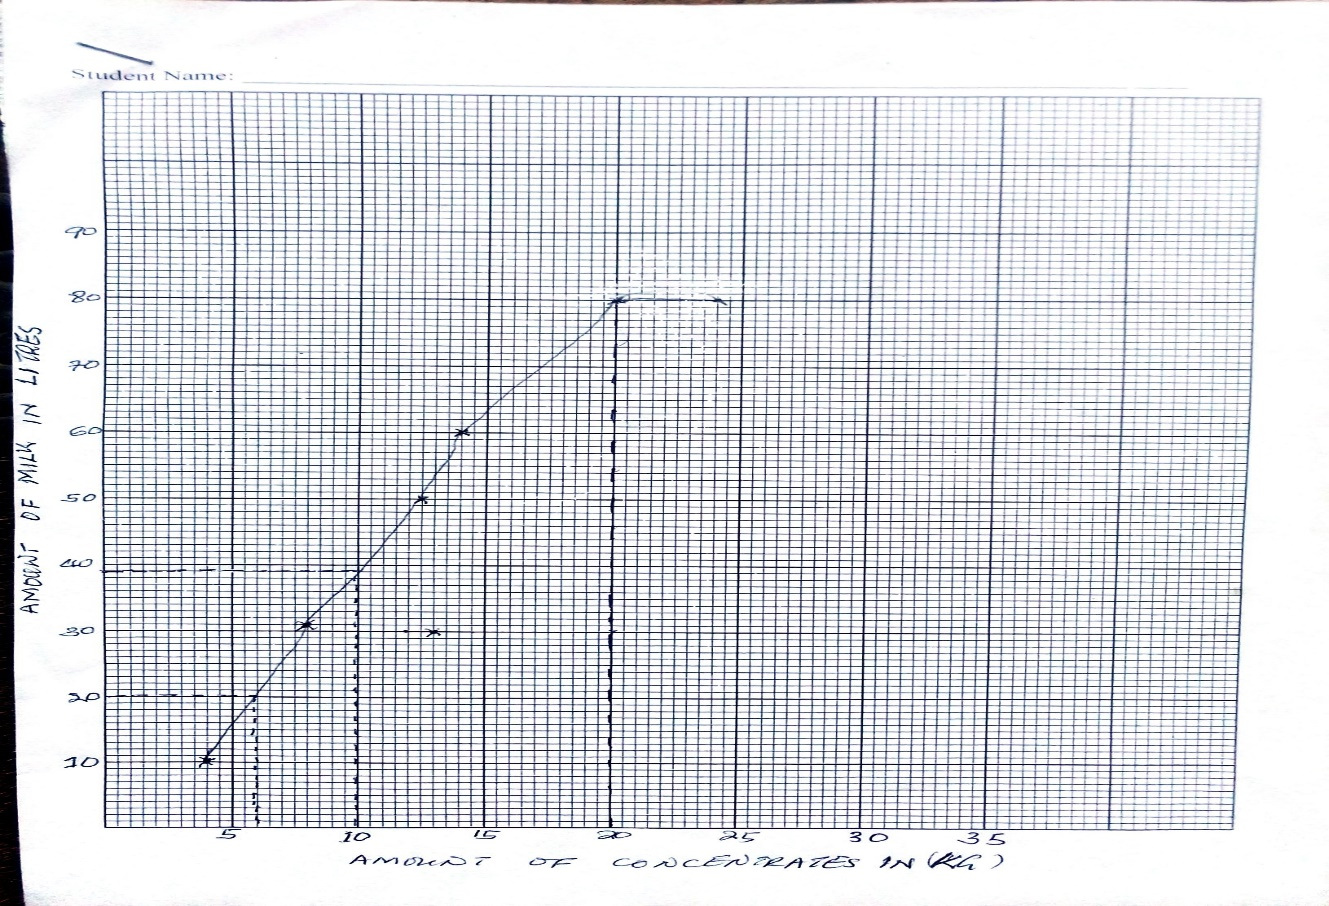 Student Name:
90
80
70
60
50
40
30
20
10
AMOUNT OF MILK IN LITRES
5 10 15 20 25 30 35
AMOUNT OF CONCENTRATES IN (KG)